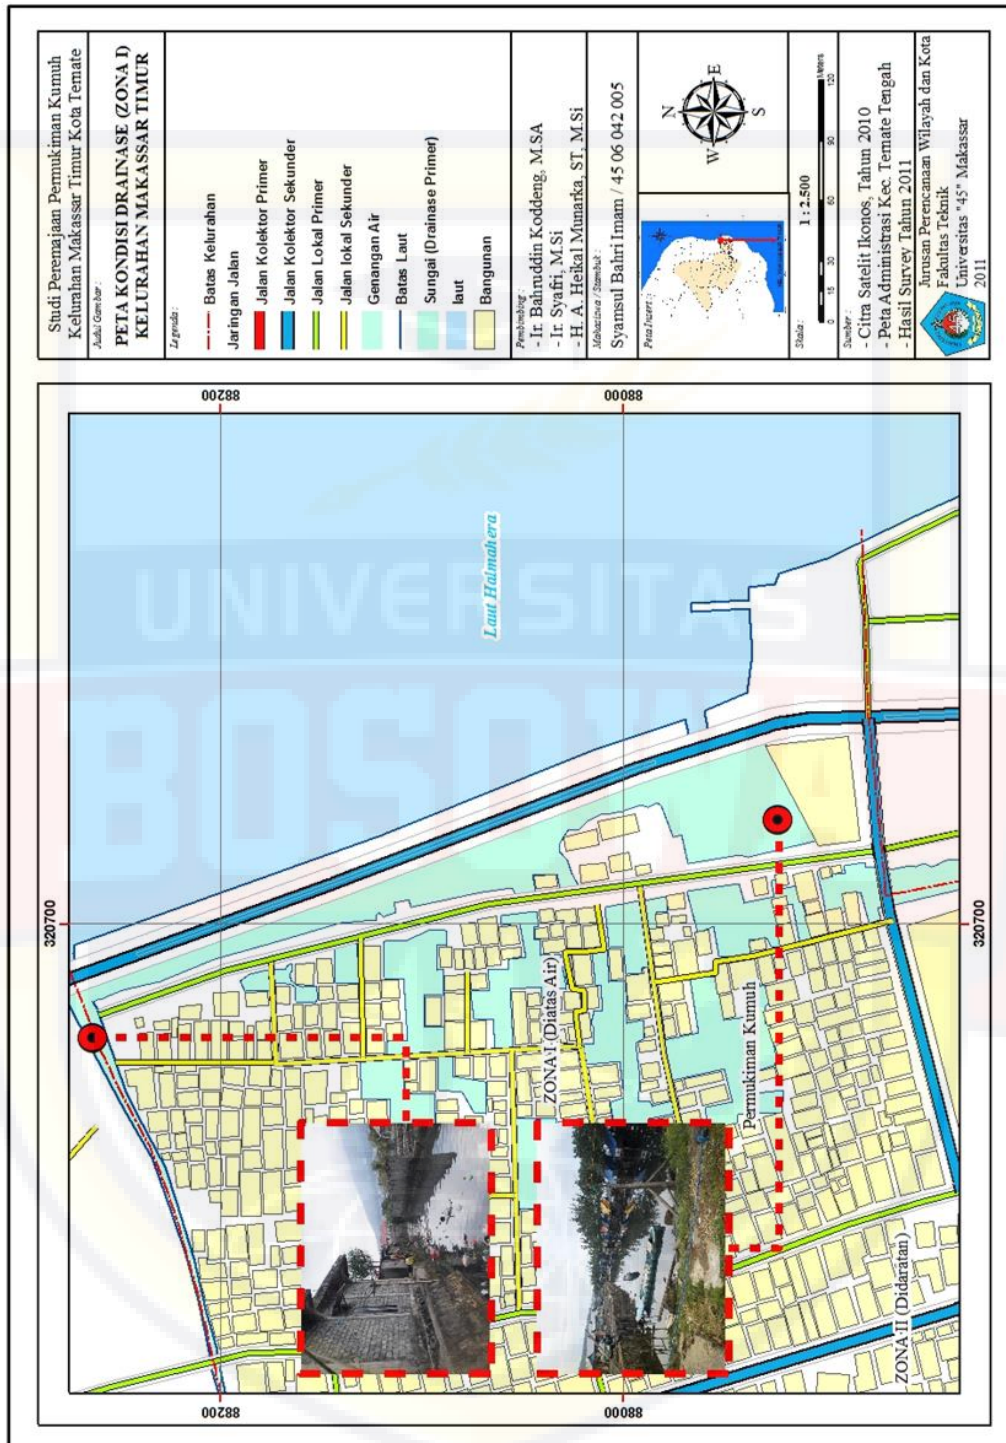 Studi Peremajaan Permukiman Kumuh
Kelurahan Makassar Timur Kota Ternate
Judul Gambar :
PETA KONDISI DRAINASE (ZONA I)
KELURAHAN MAKASSAR TIMUR
Legenda :
Batas Kelurahan
Jaringan Jalan
Jalan Kolektor Primer
Jalan Kolektor Sekunder
Jalan Lokal Primer
Jalan lokal Sekunder
Genangan Air
Batas Laut
Sungai (Drainase Primer)
laut
Bangunan
Pembimbing :
- Ir. Bahruddin Koddeng, M.SA
- Ir. Syafri, M.Si
- H. A. Heikal Munarka, ST, M.Si
Mahasiswa / Stambuk :
Syamsul Bahri Imam / 45 06 042 005
Peta Insert :
N
W
E
S
Skala :
1 : 2.500
0 15 30 60 90 120
Meters
Sumber :
- Citra Satelit Ikonos, Tahun 2010
- Peta Administrasi Kec. Ternate Tengah
- Hasil Survey Tahun 2011
Jurusan Perencanaan Wilayah dan Kota
Fakultas Teknik
Universitas "45" Makassar
2011
88200
88000
320700
320700
88200
88000
Laut Halmahera
ZONA I (Diatas Air)
Permukiman Kumuh
ZONA II (Didaratan)
UNIVERSITAS
BOSOWA